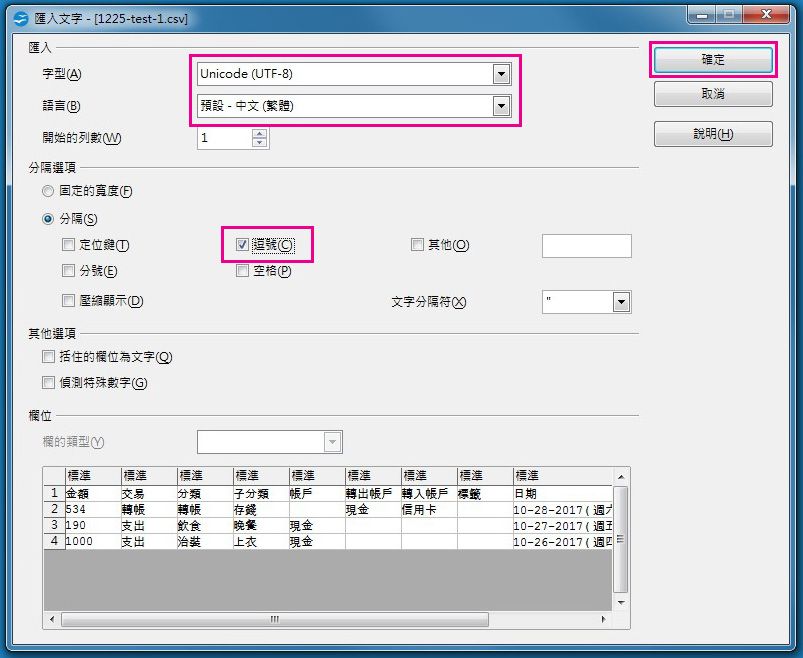 匯入文字 - [1225-test-1.csv]
匯入
字型(A) Unicode (UTF-8) 確定
語言(B) 預設 - 中文 (繁體) 取消
開始的列數(W) 1 說明(H)
分隔選項
固定的寬度(F)
分隔(S)
定位鍵(T) 逗號(C) 其他(O)
分號(E) 空格(P)
壓縮顯示(D) 文字分隔符(X) "
其他選項
括住的欄位為文字(Q)
偵測特殊數字(G)
欄位
欄的類型(Y)
標準 標準 標準 標準 標準 標準 標準 標準 標準
1 金額 交易 分類 子分類 帳戶 轉出帳戶 轉入帳戶 標籤 日期
2 534 轉帳 轉帳 存錢 現金 信用卡 10-28-2017 ( 週六
3 190 支出 飲食 晚餐 現金 10-27-2017 ( 週五
4 1000 支出 治裝 上衣 現金 10-26-2017 ( 週四